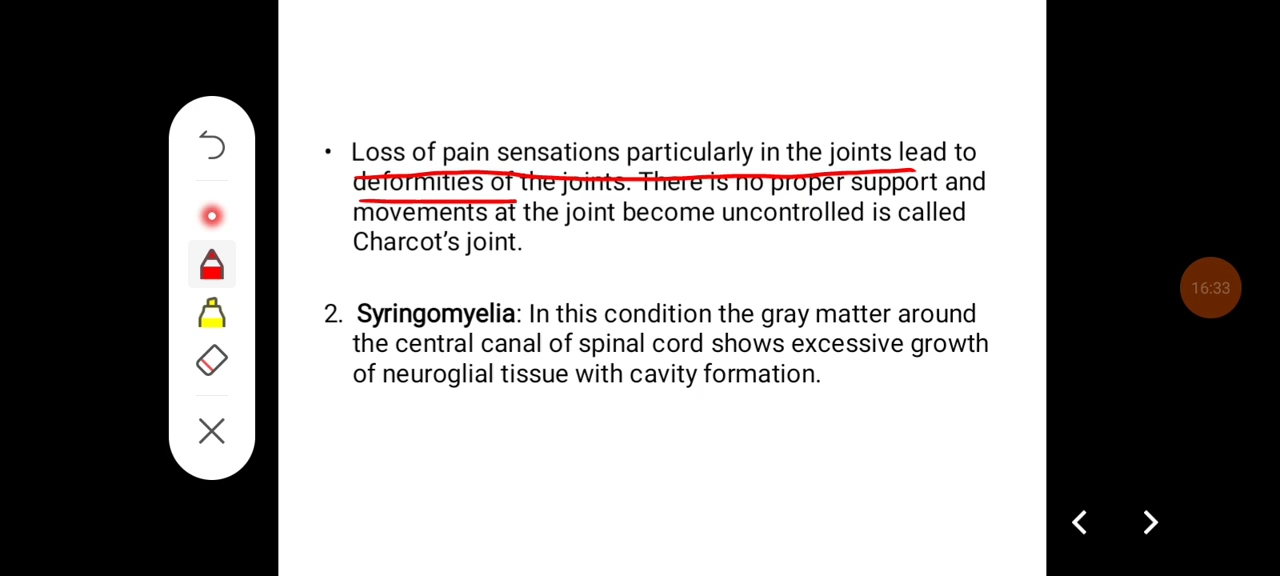 • Loss of pain sensations particularly in the joints lead to
deformities of the joints. There is no proper support and
movements at the joint become uncontrolled is called
Charcot’s joint.
2. Syringomyelia: In this condition the gray matter around
the central canal of spinal cord shows excessive growth
of neuroglial tissue with cavity formation.
16:33